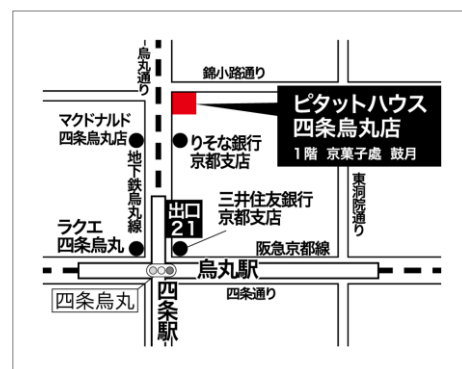 烏丸通り
錦小路通り
ピタットハウス
四条烏丸店
1階 京菓子處 鼓月
マクドナルド
四条烏丸店
りそな銀行
京都支店
地下鉄烏丸線
東洞院通り
三井住友銀行
京都支店
出口
21
ラクエ
四条烏丸
阪急京都線
烏丸駅
四条烏丸
四条駅
四条通り